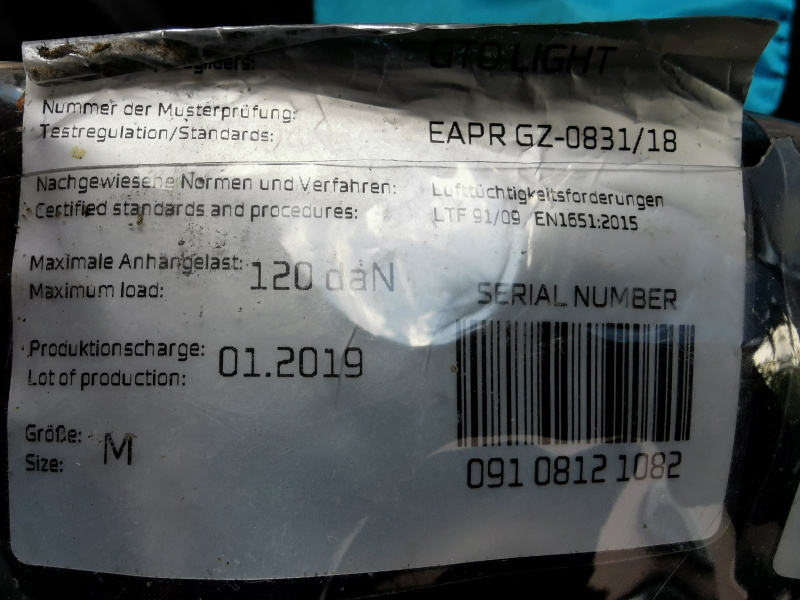 GTO LIGHT
Nummer der Musterprüfung:
Testregulation/Standards:
EAPR GZ-0831/18
Nachgewiesene Normen und Verfahren:
Certified standards and procedures:
Lufttüchtigkeitsforderungen
LTF 91/09 EN1651:2015
Maximale Anhängelast:
Maximum load:
120 daN
SERIAL NUMBER
Produktionscharge:
Lot of production:
01.2019
Größe:
Size:
M
091 0812 1082